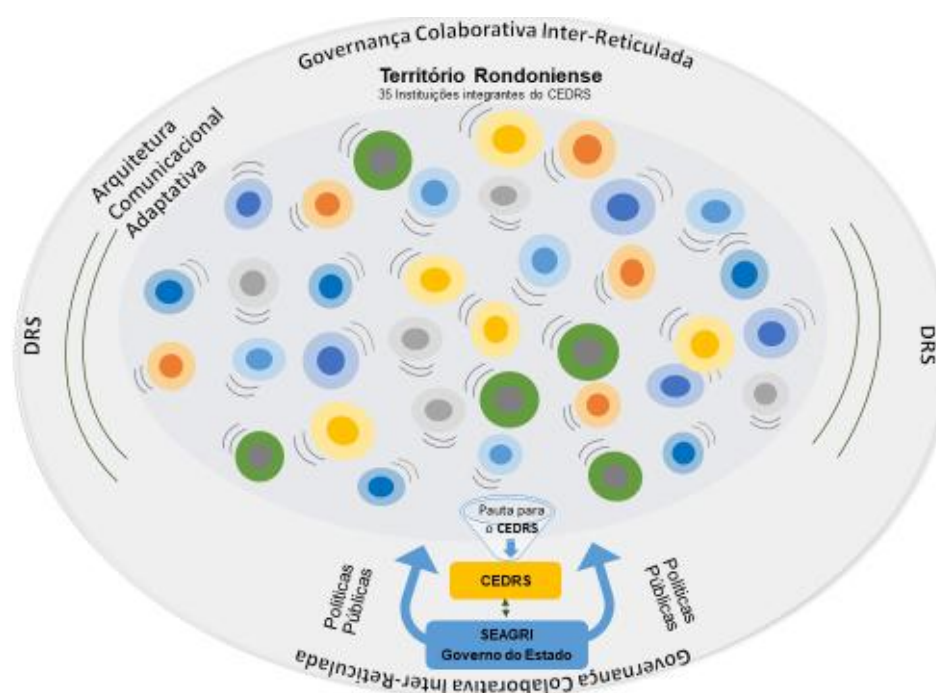 Governança Colaborativa Inter-Reticulada
Território Rondoniense
35 Instituições integrantes do CEDRS
Arquitetura
Comunicacional
Adaptativa
DRS
DRS
Pauta para
o CEDRS
CEDRS
Políticas
Públicas
Políticas
Públicas
SEAGRI
Governo do Estado
Governança Colaborativa Inter-Reticulada